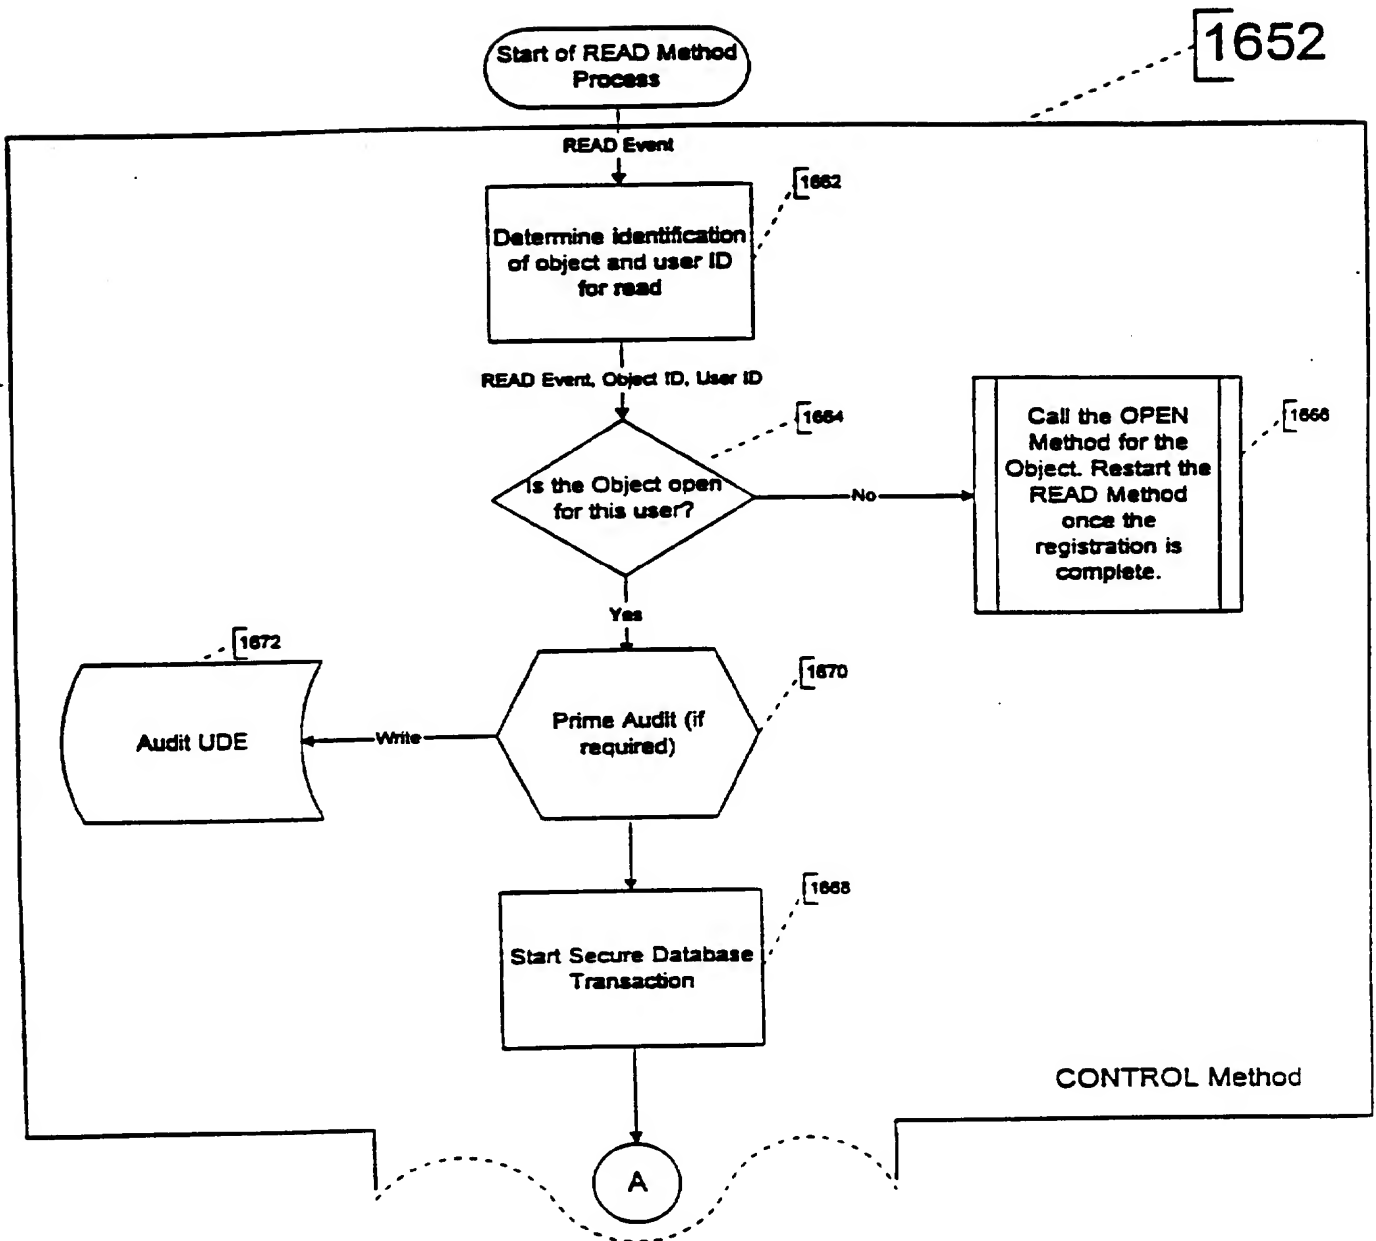 1652
Start of READ Method
Process
READ Event
1662
Determine identification
of object and user ID
for read
READ Event, Object ID, User ID
1664
Is the Object open
for this user?
No
Call the OPEN
Method for the
Object. Restart the
READ Method
once the
registration is
complete.
1666
Yes
1672
Audit UDE
Write
Prime Audit (if
required)
1670
1668
Start Secure Database
Transaction
CONTROL Method
A